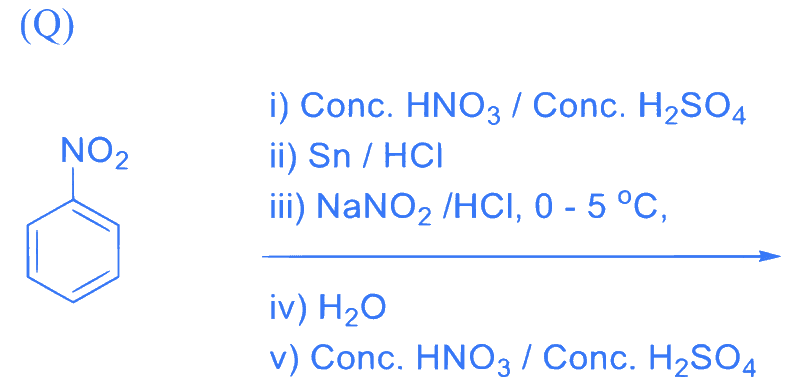 (Q)
NO₂
i) Conc. HNO₃ / Conc. H₂SO₄
ii) Sn / HCl
iii) NaNO₂ /HCl, 0 - 5 ºC,
iv) H₂O
v) Conc. HNO₃ / Conc. H₂SO₄